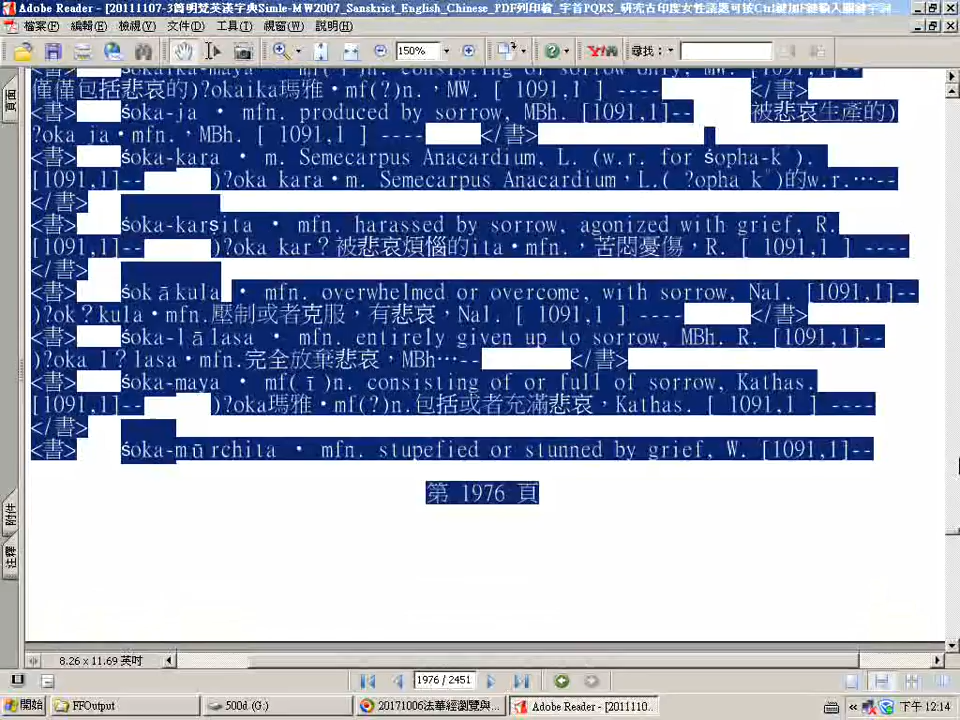 Adobe Reader - [20111107-3簡明梵英漢字典Simle-MW2007_Sanskrict_English_Chinese_PDF列印檔_字首PQRS_研究古印度女性議題可按Ctrl鍵加F鍵輸入關鍵字詞
檔案(F) 編輯(E) 檢視(V) 文件(D) 工具(T) 視窗(W) 說明(H)
150% Y! 尋找：
頁面
śokaika-maya • mf(ī)n. consisting of sorrow only, MW. [1091,1]--
僅僅包括悲哀的)?okaika瑪雅•mf(?)n.，MW. [ 1091,1 ] ---- </書>
<書> śoka-ja • mfn. produced by sorrow, MBh. [1091,1]-- 被悲哀生產的)
?oka ja•mfn.，MBh. [ 1091,1 ] ---- </書>
<書> śoka-kara • m. Semecarpus Anacardium, L. (w.r. for śopha-k ).
[1091,1]-- )?oka kara•m. Semecarpus Anacardium，L.( ?opha k°)的w.r.…--
</書>
<書> śoka-karṣita • mfn. harassed by sorrow, agonized with grief, R.
[1091,1]-- )?oka kar？被悲哀煩惱的ita•mfn.，苦悶憂傷，R. [ 1091,1 ] ----
</書>
<書> śokākula • mfn. overwhelmed or overcome, with sorrow, Nal. [1091,1]--
)?ok？kula•mfn.壓制或者克服，有悲哀，Nal. [ 1091,1 ] ---- </書>
<書> śoka-lālasa • mfn. entirely given up to sorrow, MBh. R. [1091,1]--
)?oka l？lasa•mfn.完全放棄悲哀，MBh…-- </書>
<書> śoka-maya • mf(ī)n. consisting of or full of sorrow, Kathas.
[1091,1]-- )?oka瑪雅•mf(?)n.包括或者充滿悲哀，Kathas. [ 1091,1 ] ----
</書>
<書> śoka-mūrchita • mfn. stupefied or stunned by grief, W. [1091,1]--
第 1976 頁
附件
注釋
8.26 x 11.69 英吋
1976 / 2451
開始 FFOutput 500d (G:) 20171006法華經瀏覽與... Adobe Reader - [2011110... 下午 12:14